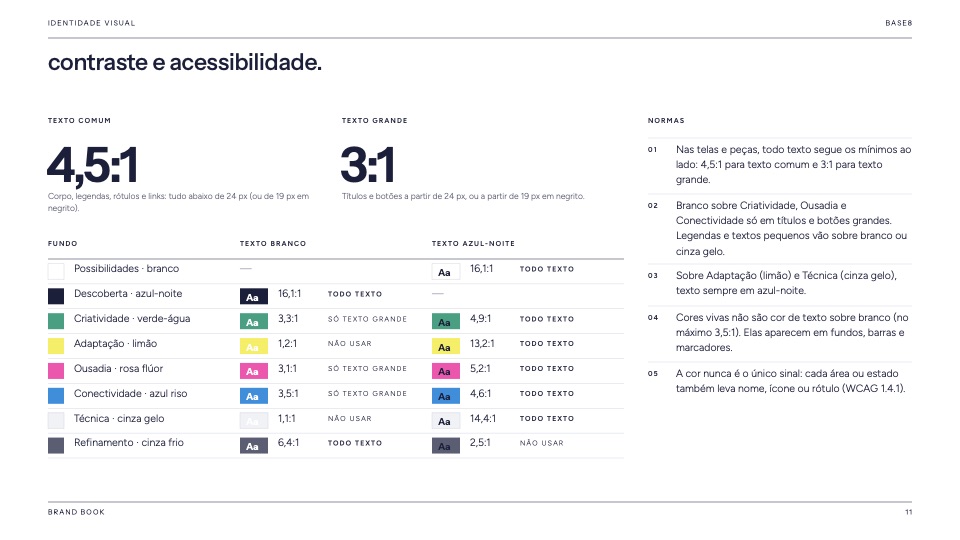 IDENTIDADE VISUAL
BASE8
contraste e acessibilidade.
TEXTO COMUM
4,5:1
Corpo, legendas, rótulos e links: tudo abaixo de 24 px (ou de 19 px em
negrito).
TEXTO GRANDE
3:1
Títulos e botões a partir de 24 px, ou a partir de 19 px em negrito.
FUNDO TEXTO BRANCO TEXTO AZUL-NOITE
Possibilidades · branco — Aa 16,1:1 TODO TEXTO
Descoberta · azul-noite Aa 16,1:1 TODO TEXTO —
Criatividade · verde-água Aa 3,3:1 SÓ TEXTO GRANDE Aa 4,9:1 TODO TEXTO
Adaptação · limão Aa 1,2:1 NÃO USAR Aa 13,2:1 TODO TEXTO
Ousadia · rosa flúor Aa 3,1:1 SÓ TEXTO GRANDE Aa 5,2:1 TODO TEXTO
Conectividade · azul riso Aa 3,5:1 SÓ TEXTO GRANDE Aa 4,6:1 TODO TEXTO
Técnica · cinza gelo Aa 1,1:1 NÃO USAR Aa 14,4:1 TODO TEXTO
Refinamento · cinza frio Aa 6,4:1 TODO TEXTO Aa 2,5:1 NÃO USAR
NORMAS
01 Nas telas e peças, todo texto segue os mínimos ao
lado: 4,5:1 para texto comum e 3:1 para texto
grande.
02 Branco sobre Criatividade, Ousadia e
Conectividade só em títulos e botões grandes.
Legendas e textos pequenos vão sobre branco ou
cinza gelo.
03 Sobre Adaptação (limão) e Técnica (cinza gelo),
texto sempre em azul-noite.
04 Cores vivas não são cor de texto sobre branco (no
máximo 3,5:1). Elas aparecem em fundos, barras e
marcadores.
05 A cor nunca é o único sinal: cada área ou estado
também leva nome, ícone ou rótulo (WCAG 1.4.1).
BRAND BOOK
11